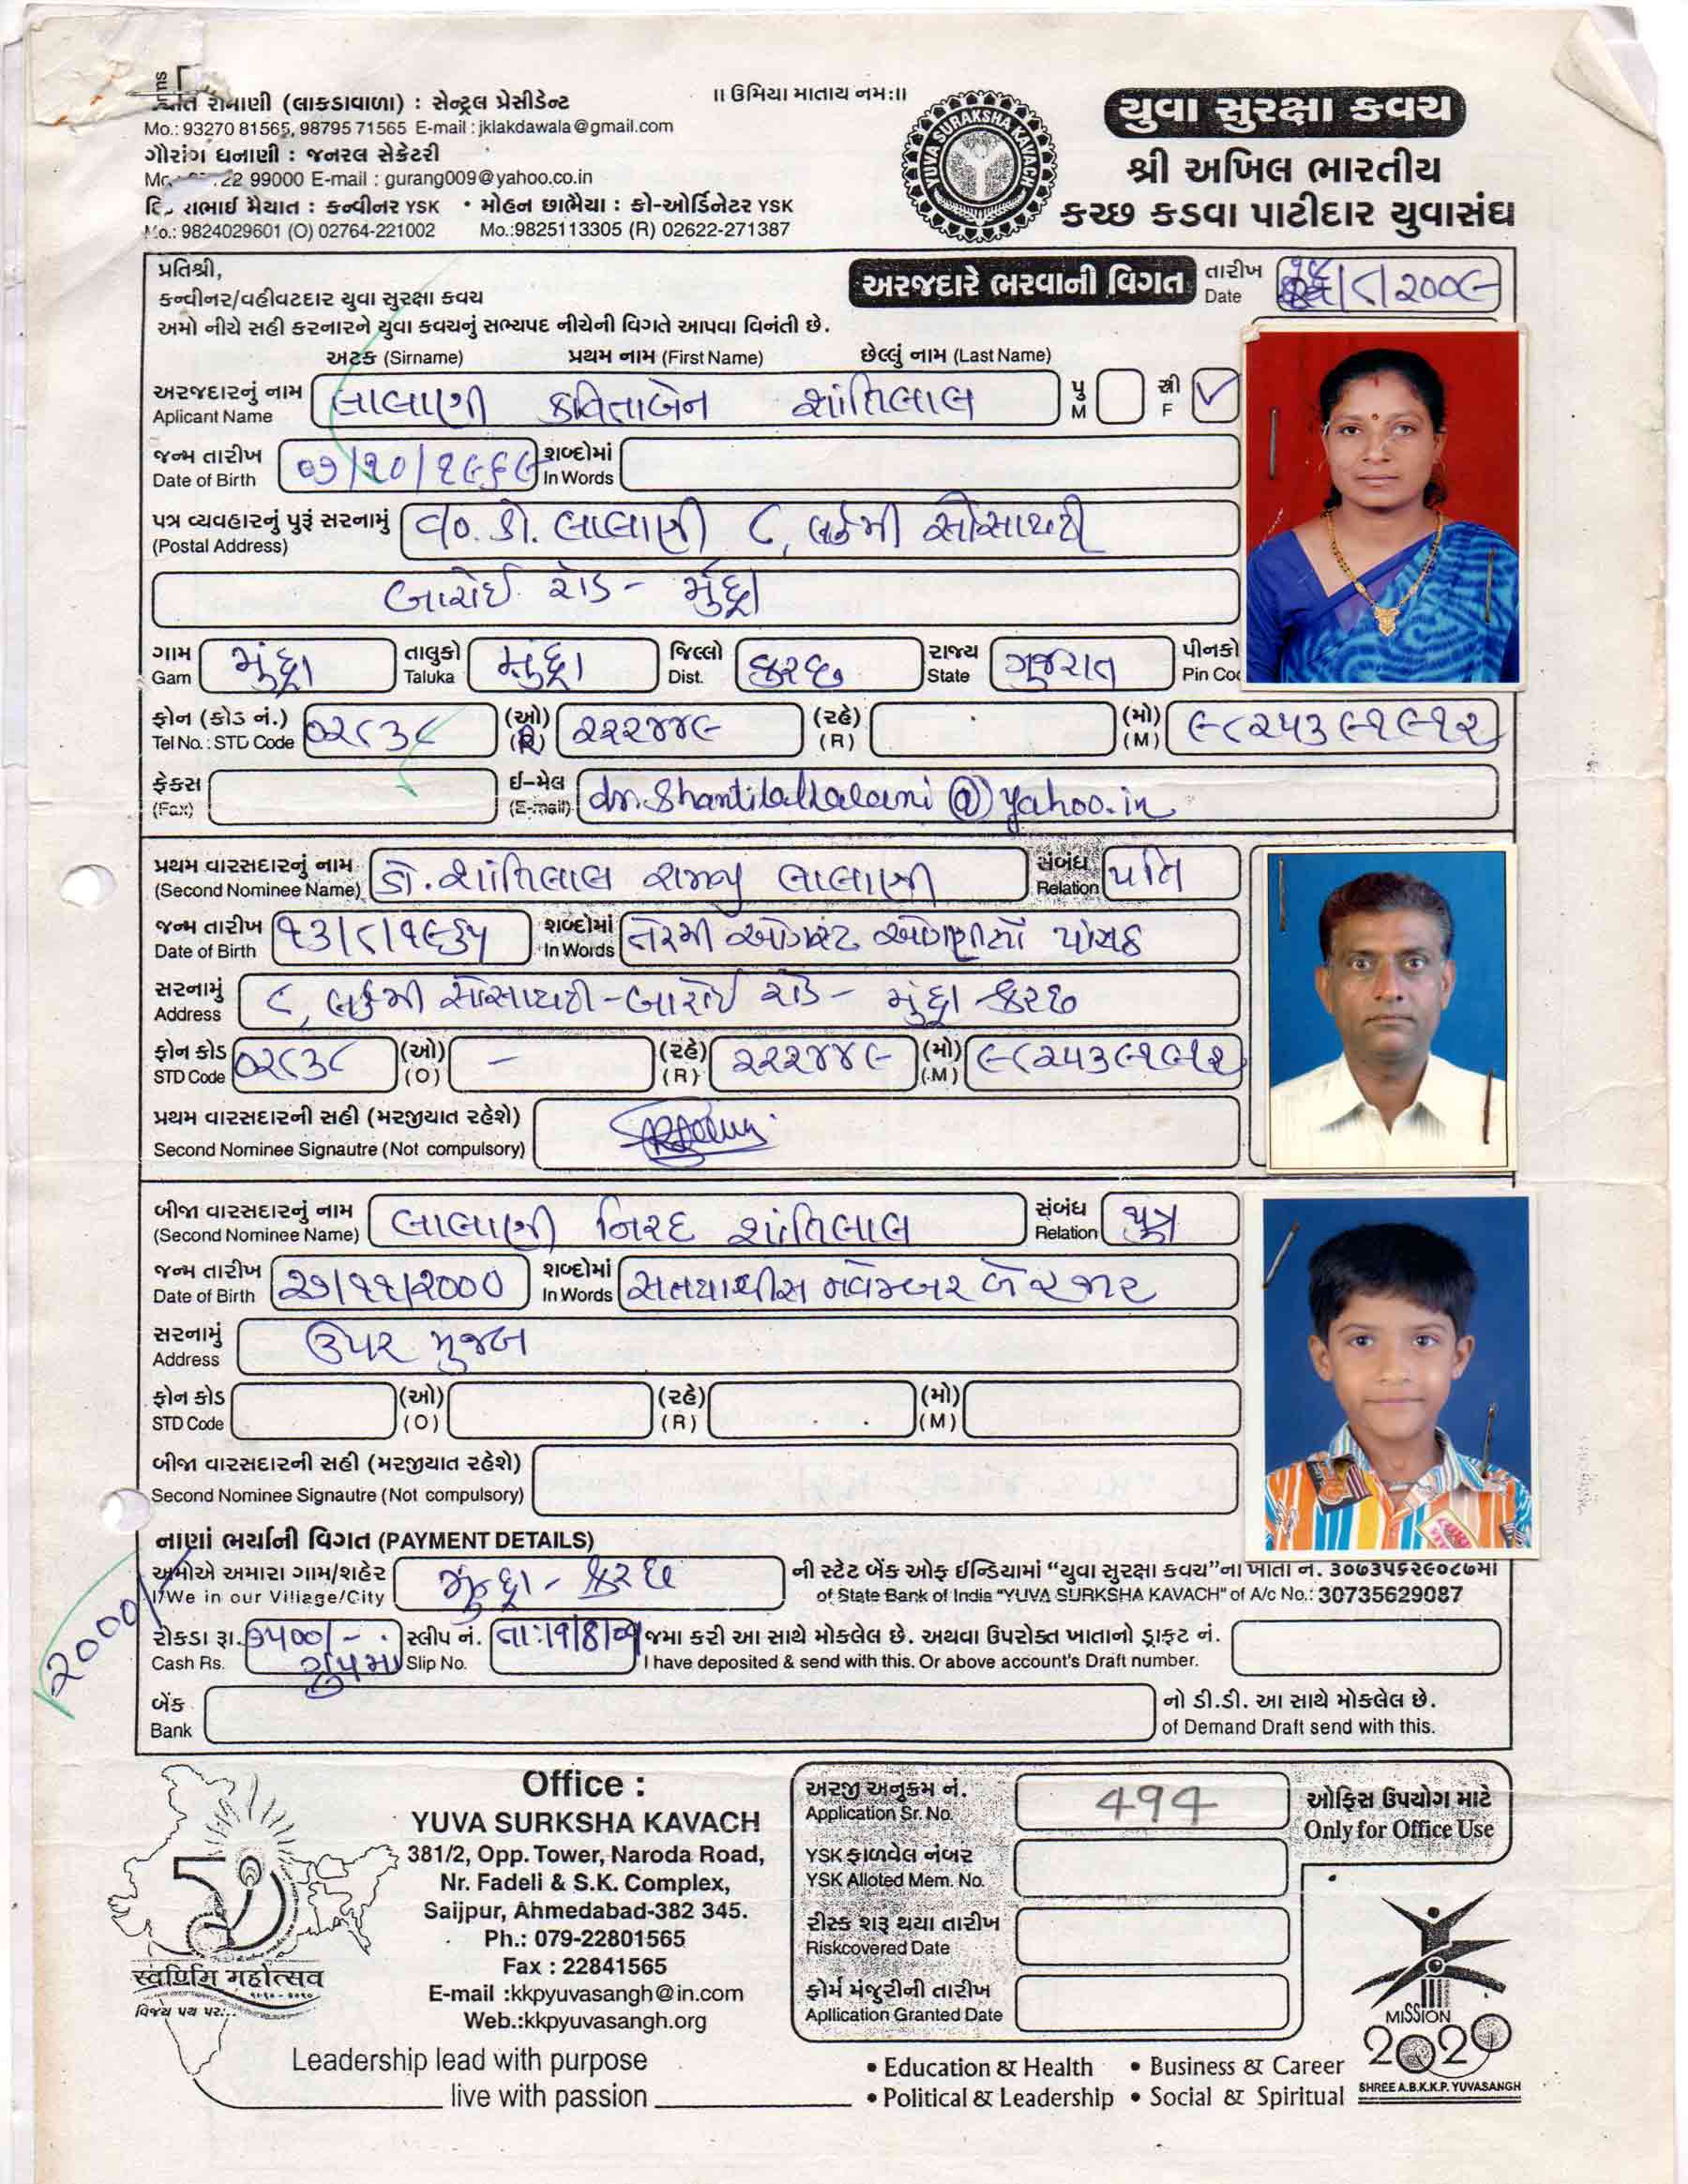 જ્યંતિ રામાણી (લાકડાવાળા) : સેન્ટ્રલ પ્રેસીડેન્ટ
Mo.: 93270 81565, 98795 71565 E-mail : jklakdawala@gmail.com
ગૌરાંગ ધનાણી : જનરલ સેક્રેટરી
22 99000 E-mail : gurang009@yahoo.co.in
મૈયાત : કન્વીનર YSK • મોહન છાભૈયા : કો-ઓર્ડિનેટર YSK
Mo.: 9824029601 (O) 02764-221002 Mo.:9825113305 (R) 02622-271387
॥ ઉમિયા માતાય નમઃ॥
YUVA SURAKSHA KAVACH
યુવા સુરક્ષા કવચ
શ્રી અખિલ ભારતીય
કચ્છ કડવા પાટીદાર યુવાસંઘ
પ્રતિશ્રી,
કન્વીનર/વહીવટદાર યુવા સુરક્ષા કવચ
અમો નીચે સહી કરનારને યુવા કવચનું સભ્યપદ નીચેની વિગતે આપવા વિનંતી છે.
અરજદારે ભરવાની વિગત
તારીખ
Date /૮/૨૦૦૯
અટક (Sirname) પ્રથમ નામ (First Name) છેલ્લું નામ (Last Name)
અરજદારનું નામ લાલાણી કવિતાબેન શાંતિલાલ પુ સ્ત્રી ✓
Aplicant Name M F
જન્મ તારીખ ૦૭/૧૦/૧૯૬૯ શબ્દોમાં
Date of Birth In Words
પત્ર વ્યવહારનું પુરૂં સરનામું C/o. ડો. લાલાણી ૮, લક્ષ્મી સોસાયટી
(Postal Address)
બારોઈ રોડ - મુંદ્રા
ગામ મુંદ્રા તાલુકો મુંદ્રા જિલ્લો કચ્છ રાજ્ય ગુજરાત પીનકો
Gam Taluka Dist. State Pin Cod
ફોન (કોડ નં.) ૦૨૮૩૮ (ઓ) ૨૨૨૪૪૯ (રહે) (મો) ૯૮૨૫૩૯૧૯૧૨
Tel No. : STD Code (R) (R) (M)
ફેક્સ ઈ-મેલ dr.shantilallalani@yahoo.in
(Fax) (E-mail)
પ્રથમ વારસદારનું નામ ડો. શાંતિલાલ રામજી લાલાણી સંબંધ પતિ
(Second Nominee Name) Relation
જન્મ તારીખ ૧૩/૮/૧૯૬૫ શબ્દોમાં તેરમી ઓગસ્ટ ઓગણીસો પાંસઠ
Date of Birth In Words
સરનામું ૮, લક્ષ્મી સોસાયટી - બારોઈ રોડ - મુંદ્રા કચ્છ
Address
ફોન કોડ ૦૨૮૩૮ (ઓ) - (રહે) ૨૨૨૪૪૯ (મો) ૯૮૨૫૩૯૧૯૧૨
STD Code (O) (R) (M)
પ્રથમ વારસદારની સહી (મરજીયાત રહેશે)
Second Nominee Signautre (Not compulsory)
બીજા વારસદારનું નામ લાલાણી નિરદ શાંતિલાલ સંબંધ પુત્ર
(Second Nominee Name) Relation
જન્મ તારીખ ૨૭/૧૧/૨૦૦૦ શબ્દોમાં સતયાવીસ નવેમ્બર બે હજાર
Date of Birth In Words
સરનામું ઉપર મુજબ
Address
ફોન કોડ (ઓ) (રહે) (મો)
STD Code (O) (R) (M)
બીજા વારસદારની સહી (મરજીયાત રહેશે)
Second Nominee Signautre (Not compulsory)
નાણાં ભર્યાની વિગત (PAYMENT DETAILS)
અમોએ અમારા ગામ/શહેર મુંદ્રા - કચ્છ ની સ્ટેટ બેંક ઓફ ઈન્ડિયામાં “યુવા સુરક્ષા કવચ”ના ખાતા નં. ૩૦૭૩૫૬૨૯૦૮૭માં
I/We in our Village/City of State Bank of India "YUVA SURKSHA KAVACH" of A/c No.: 30735629087
2000/-
રોકડા રૂા. ૭૫૦૦/- સ્લીપ નં. તા:૧9/8/09 જમા કરી આ સાથે મોકલેલ છે. અથવા ઉપરોક્ત ખાતાનો ડ્રાફ્ટ નં.
Cash Rs. ગ્રુપમાં Slip No. I have deposited & send with this. Or above account's Draft number.
બેંક નો ડી.ડી. આ સાથે મોકલેલ છે.
Bank of Demand Draft send with this.
Office :
YUVA SURKSHA KAVACH
381/2, Opp. Tower, Naroda Road,
Nr. Fadeli & S.K. Complex,
Saijpur, Ahmedabad-382 345.
Ph.: 079-22801565
Fax : 22841565
E-mail :kkpyuvasangh@in.com
Web.:kkpyuvasangh.org
અરજી અનુક્રમ નં. 494
Application Sr. No.
YSK ફાળવેલ નંબર
YSK Alloted Mem. No.
રીસ્ક શરૂ થયા તારીખ
Riskcovered Date
ફોર્મ મંજુરીની તારીખ
Apllication Granted Date
ઓફિસ ઉપયોગ માટે
Only for Office Use
50
स्वर्णिम महोत्सव
વિજય પથ પર...
MISSION
2020
SHREE A.B.K.K.P. YUVASANGH
Leadership lead with purpose
live with passion
• Education & Health • Business & Career
• Political & Leadership • Social & Spiritual